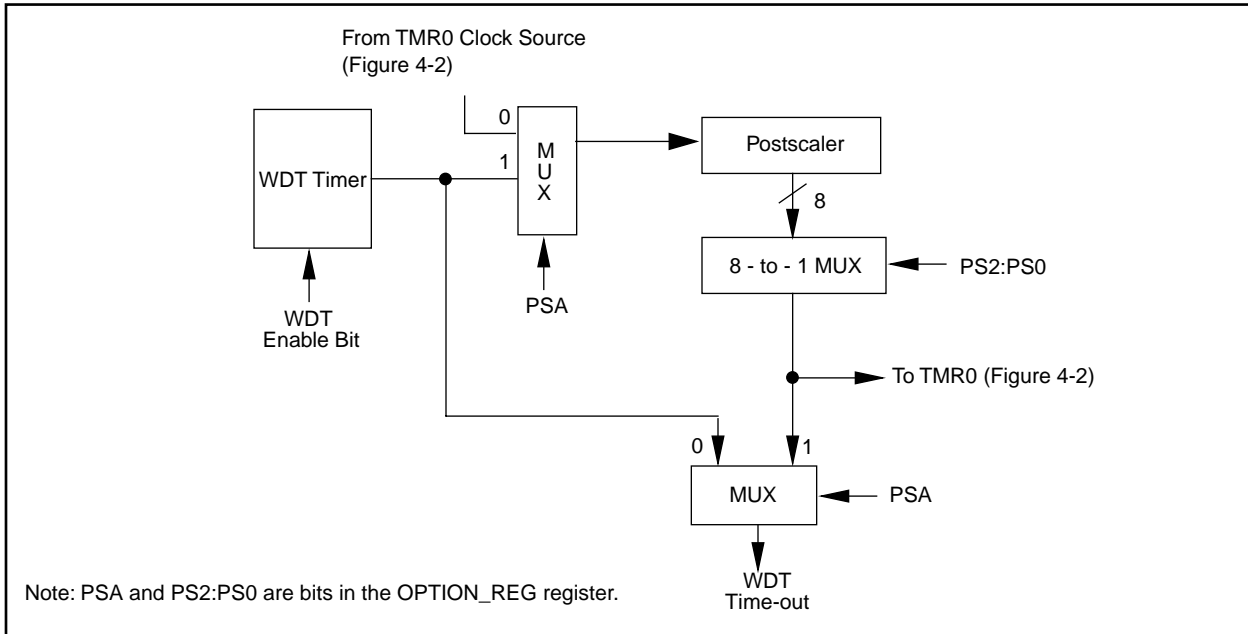 From TMR0 Clock Source
(Figure 4-2)
0
1
M
U
X
WDT Timer
PSA
WDT
Enable Bit
Postscaler
8
8 - to - 1 MUX
PS2:PS0
To TMR0 (Figure 4-2)
0
1
MUX
PSA
WDT
Time-out
Note: PSA and PS2:PS0 are bits in the OPTION_REG register.